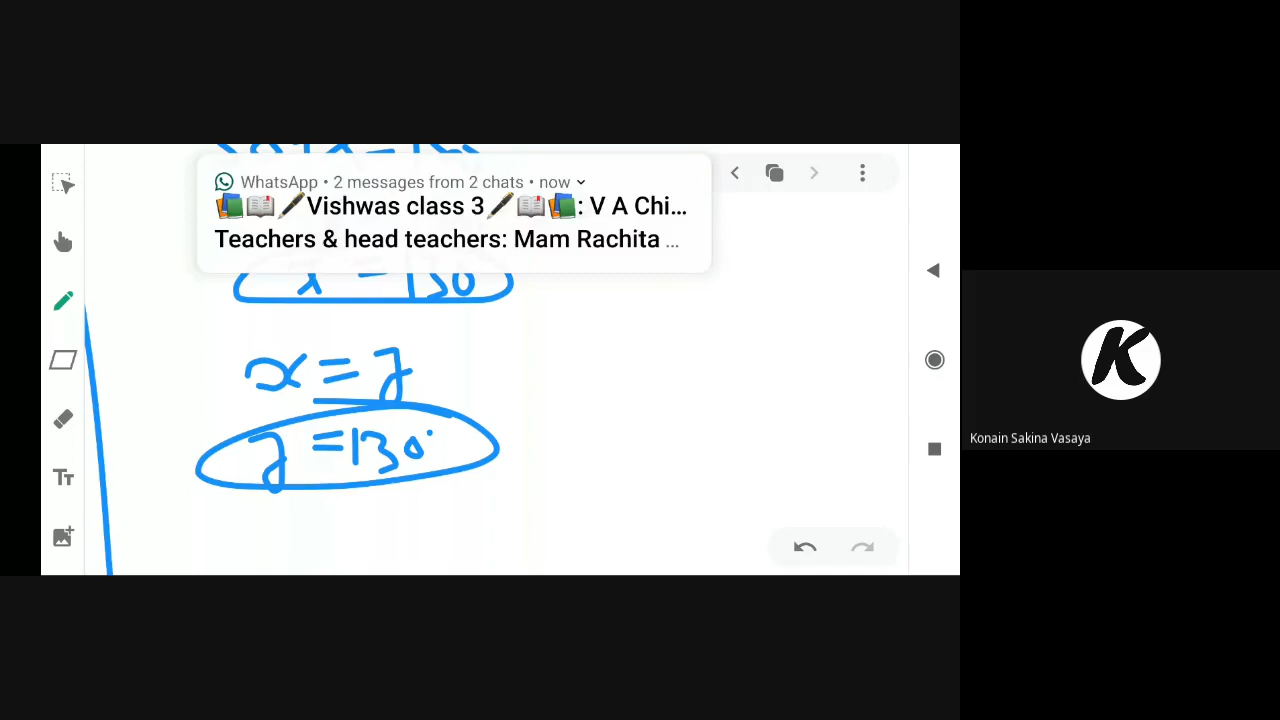 WhatsApp • 2 messages from 2 chats • now
Vishwas class 3: V A Chi...
Teachers & head teachers: Mam Rachita ...
x = 130
x = y
y = 130°
Tт
K
Konain Sakina Vasaya